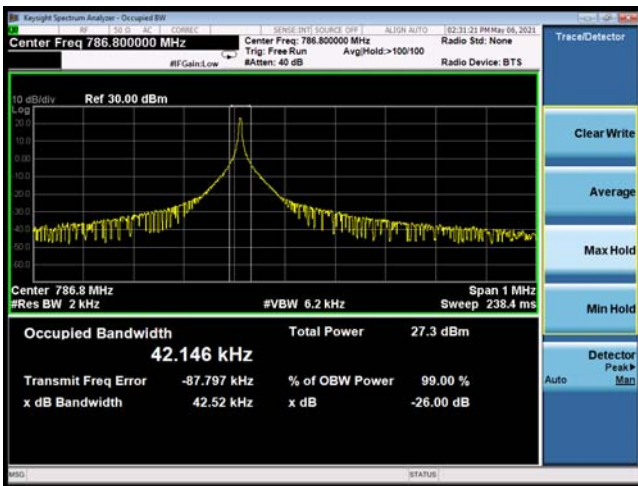 Keysight Spectrum Analyzer - Occupied BW
RF 50 Ω AC CORREC SENSE:INT SOURCE OFF ALIGN AUTO 02:31:21 PM May 06, 2021
Center Freq 786.800000 MHz
Center Freq: 786.800000 MHz
Radio Std: None
Trig: Free Run Avg|Hold:>100/100
#IFGain:Low
#Atten: 40 dB
Radio Device: BTS
Trace/Detector
10 dB/div Ref 30.00 dBm
Log
20.0
10.0
0.00
Clear Write
Average
Max Hold
Center 786.8 MHz
Span 1 MHz
#Res BW 2 kHz
#VBW 6.2 kHz
Sweep 238.4 ms
Min Hold
Occupied Bandwidth
Total Power 27.3 dBm
42.146 kHz
Transmit Freq Error -87.797 kHz
% of OBW Power 99.00 %
x dB Bandwidth 42.52 kHz
x dB -26.00 dB
Detector
Peak▶
Auto Man
MSG
STATUS